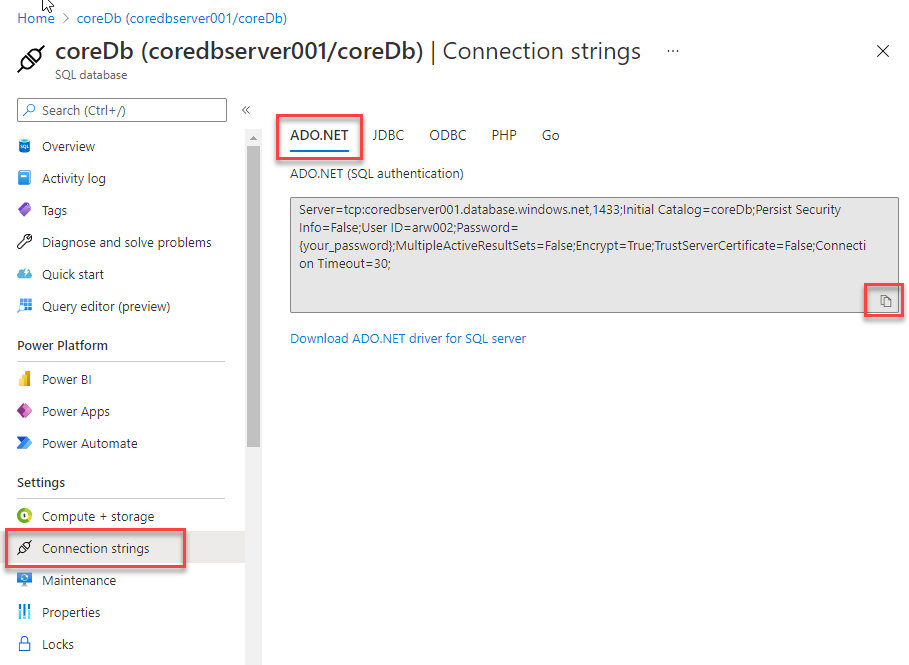 Home > coreDb (coredbserver001/coreDb)
coreDb (coredbserver001/coreDb) | Connection strings ...
SQL database
Search (Ctrl+/)
«
Overview
Activity log
Tags
Diagnose and solve problems
Quick start
Query editor (preview)
Power Platform
Power BI
Power Apps
Power Automate
Settings
Compute + storage
Connection strings
Maintenance
Properties
Locks
ADO.NET JDBC ODBC PHP Go
ADO.NET (SQL authentication)
Server=tcp:coredbserver001.database.windows.net,1433;Initial Catalog=coreDb;Persist Security
Info=False;User ID=arw002;Password=
{your_password};MultipleActiveResultSets=False;Encrypt=True;TrustServerCertificate=False;Connecti
on Timeout=30;
Download ADO.NET driver for SQL server